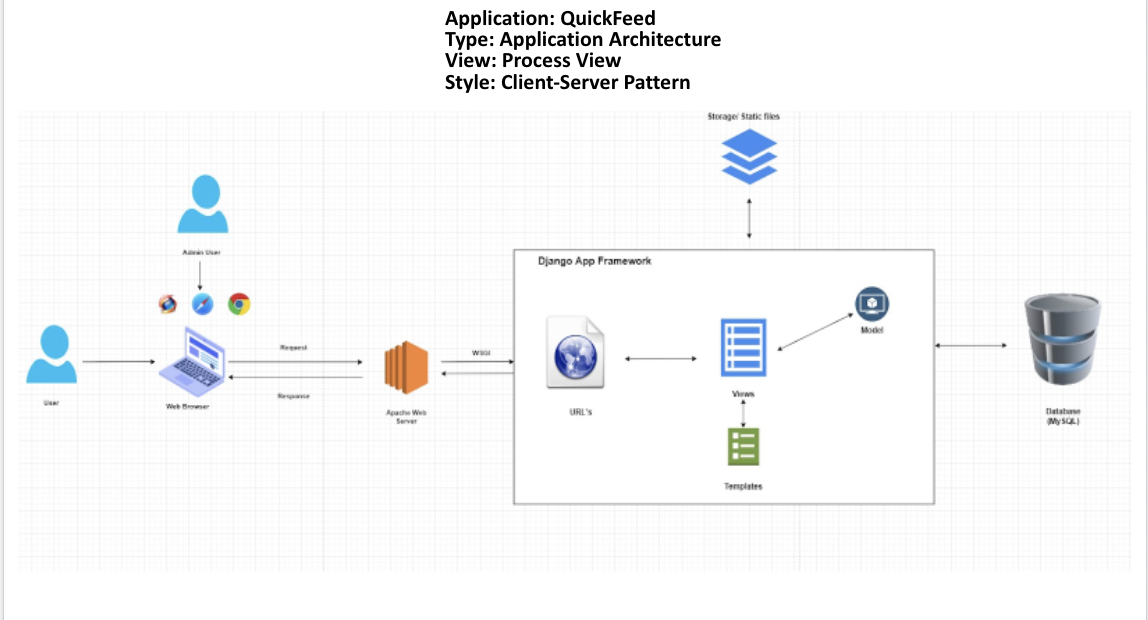 Application: QuickFeed
Type: Application Architecture
View: Process View
Style: Client-Server Pattern
Storage/ Static files
Admin User
Django App Framework
Model
User
Web Browser
Request
Response
WSGI
Apache Web
Server
URL's
Views
Templates
Database
(MySQL)